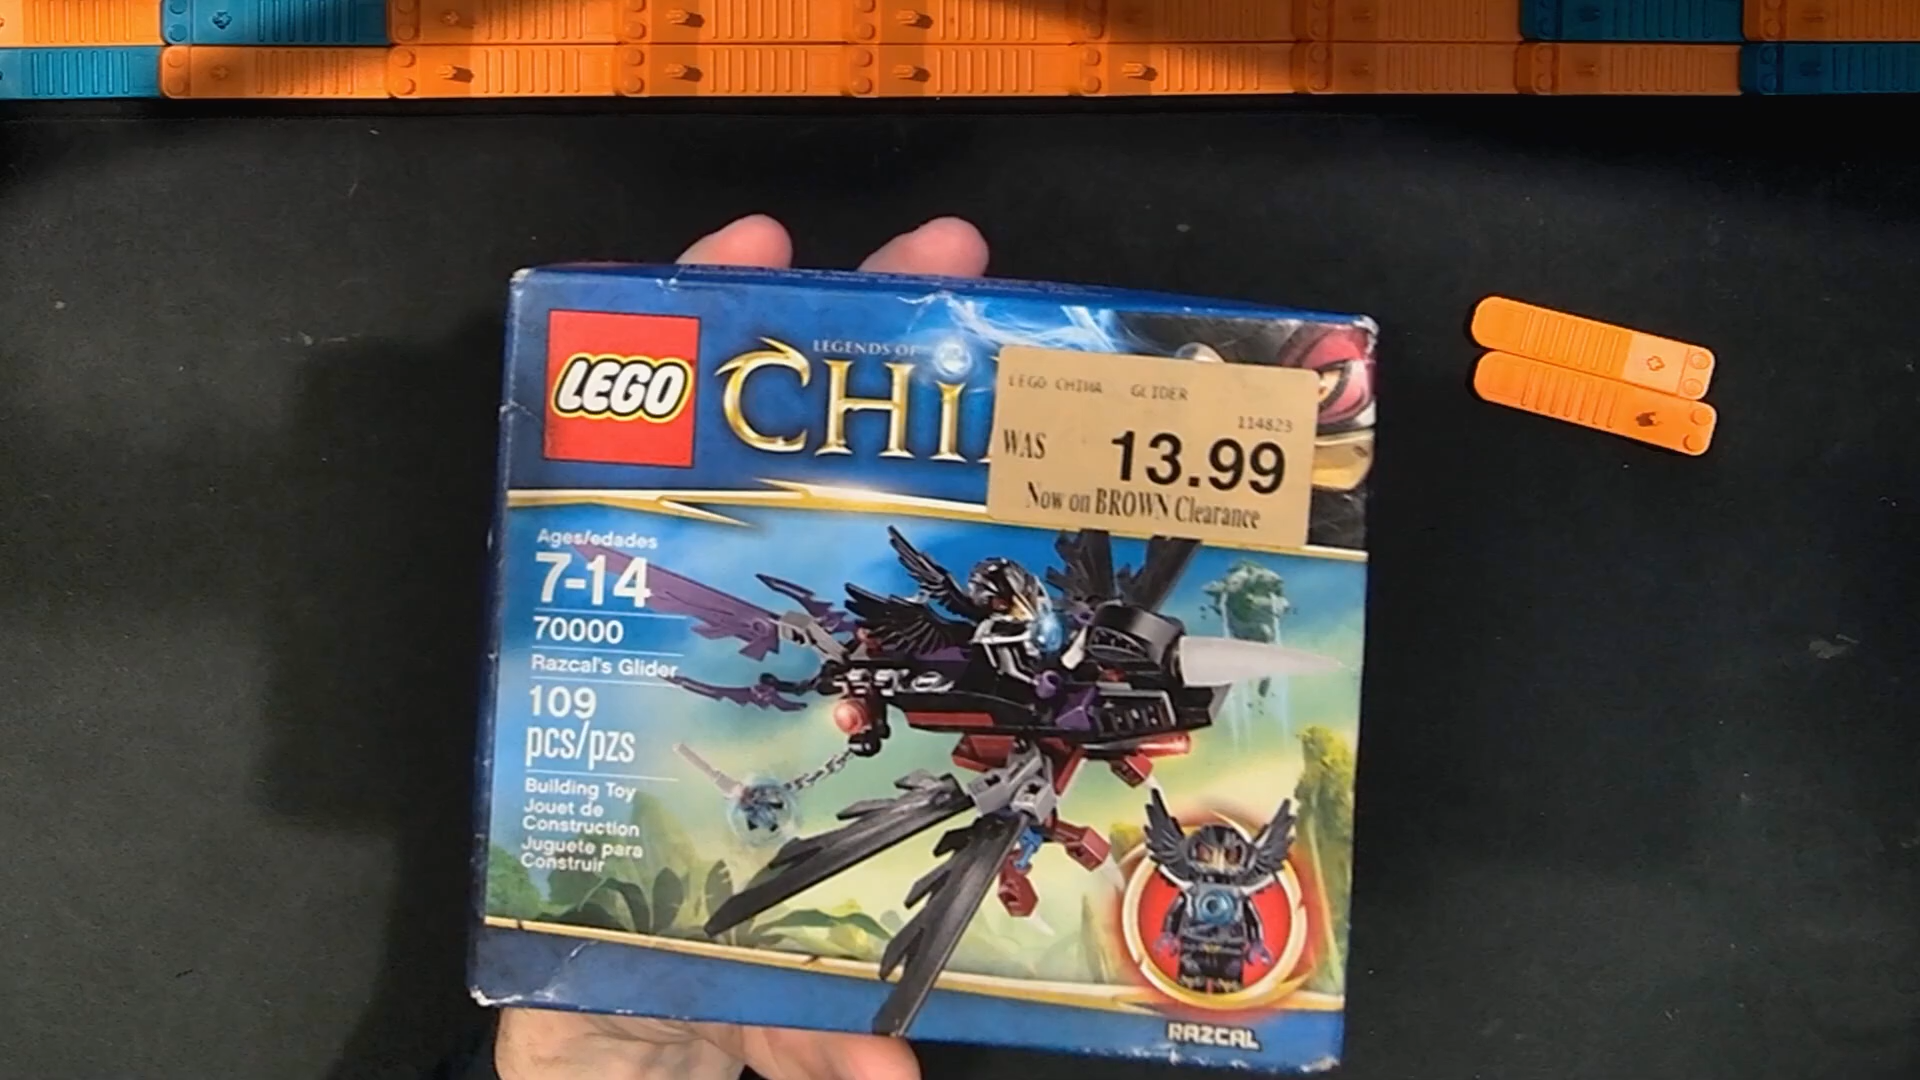 LEGO
LEGENDS OF
CHI
LEGO CHIMA GLIDER
114823
WAS 13.99
Now on BROWN Clearance
Ages/edades
7-14
70000
Razcal's Glider
109
pcs/pzs
Building Toy
Jouet de
Construction
Juguete para
Construir
RAZCAL